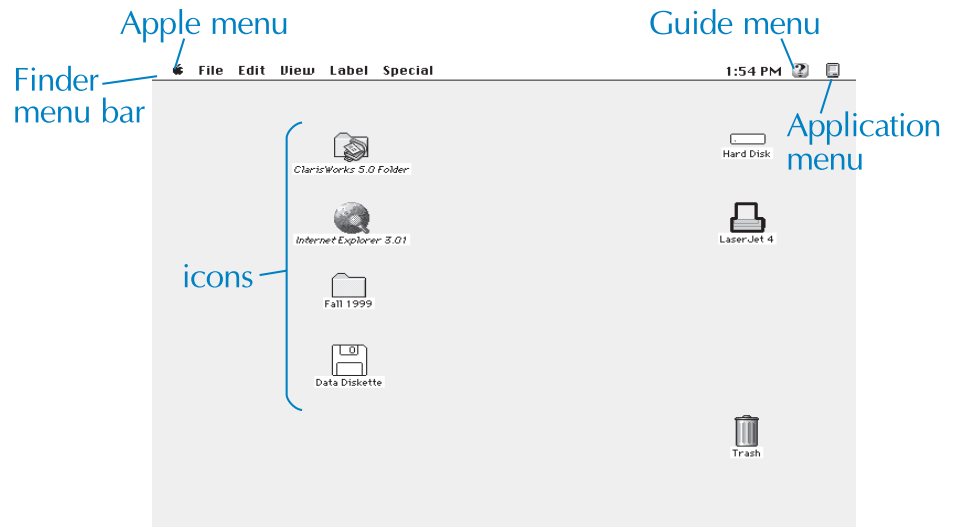 Apple menu
Guide menu
Finder
menu bar
File Edit View Label Special
1:54 PM
Application
menu
ClarisWorks 5.0 Folder
Hard Disk
Internet Explorer 3.01
LaserJet 4
icons
Fall 1999
Data Diskette
Trash